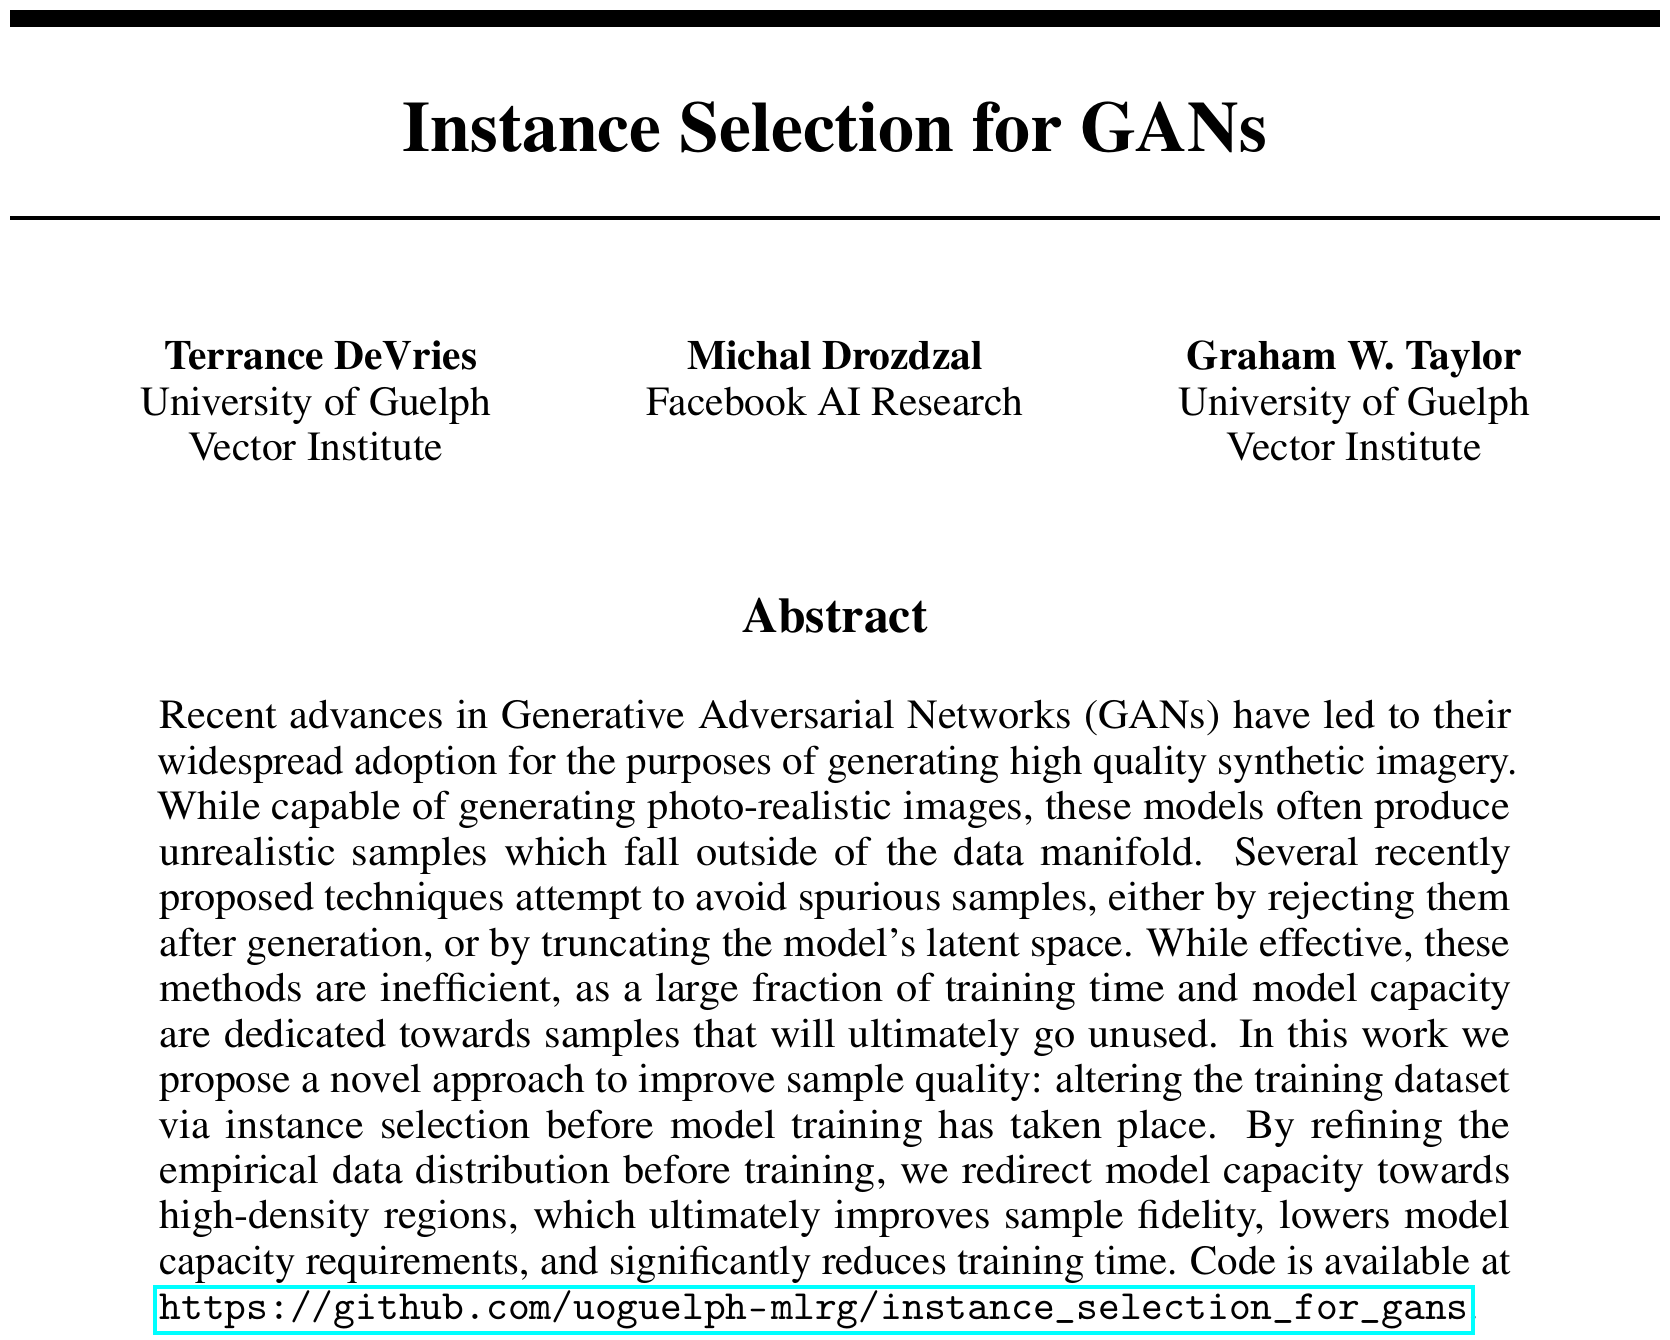 Instance Selection for GANs
Terrance DeVries
University of Guelph
Vector Institute
Michal Drozdzal
Facebook AI Research
Graham W. Taylor
University of Guelph
Vector Institute
Abstract
Recent advances in Generative Adversarial Networks (GANs) have led to their
widespread adoption for the purposes of generating high quality synthetic imagery.
While capable of generating photo-realistic images, these models often produce
unrealistic samples which fall outside of the data manifold. Several recently
proposed techniques attempt to avoid spurious samples, either by rejecting them
after generation, or by truncating the model's latent space. While effective, these
methods are inefficient, as a large fraction of training time and model capacity
are dedicated towards samples that will ultimately go unused. In this work we
propose a novel approach to improve sample quality: altering the training dataset
via instance selection before model training has taken place. By refining the
empirical data distribution before training, we redirect model capacity towards
high-density regions, which ultimately improves sample fidelity, lowers model
capacity requirements, and significantly reduces training time. Code is available at
https://github.com/uoguelph-mlrg/instance_selection_for_gans.